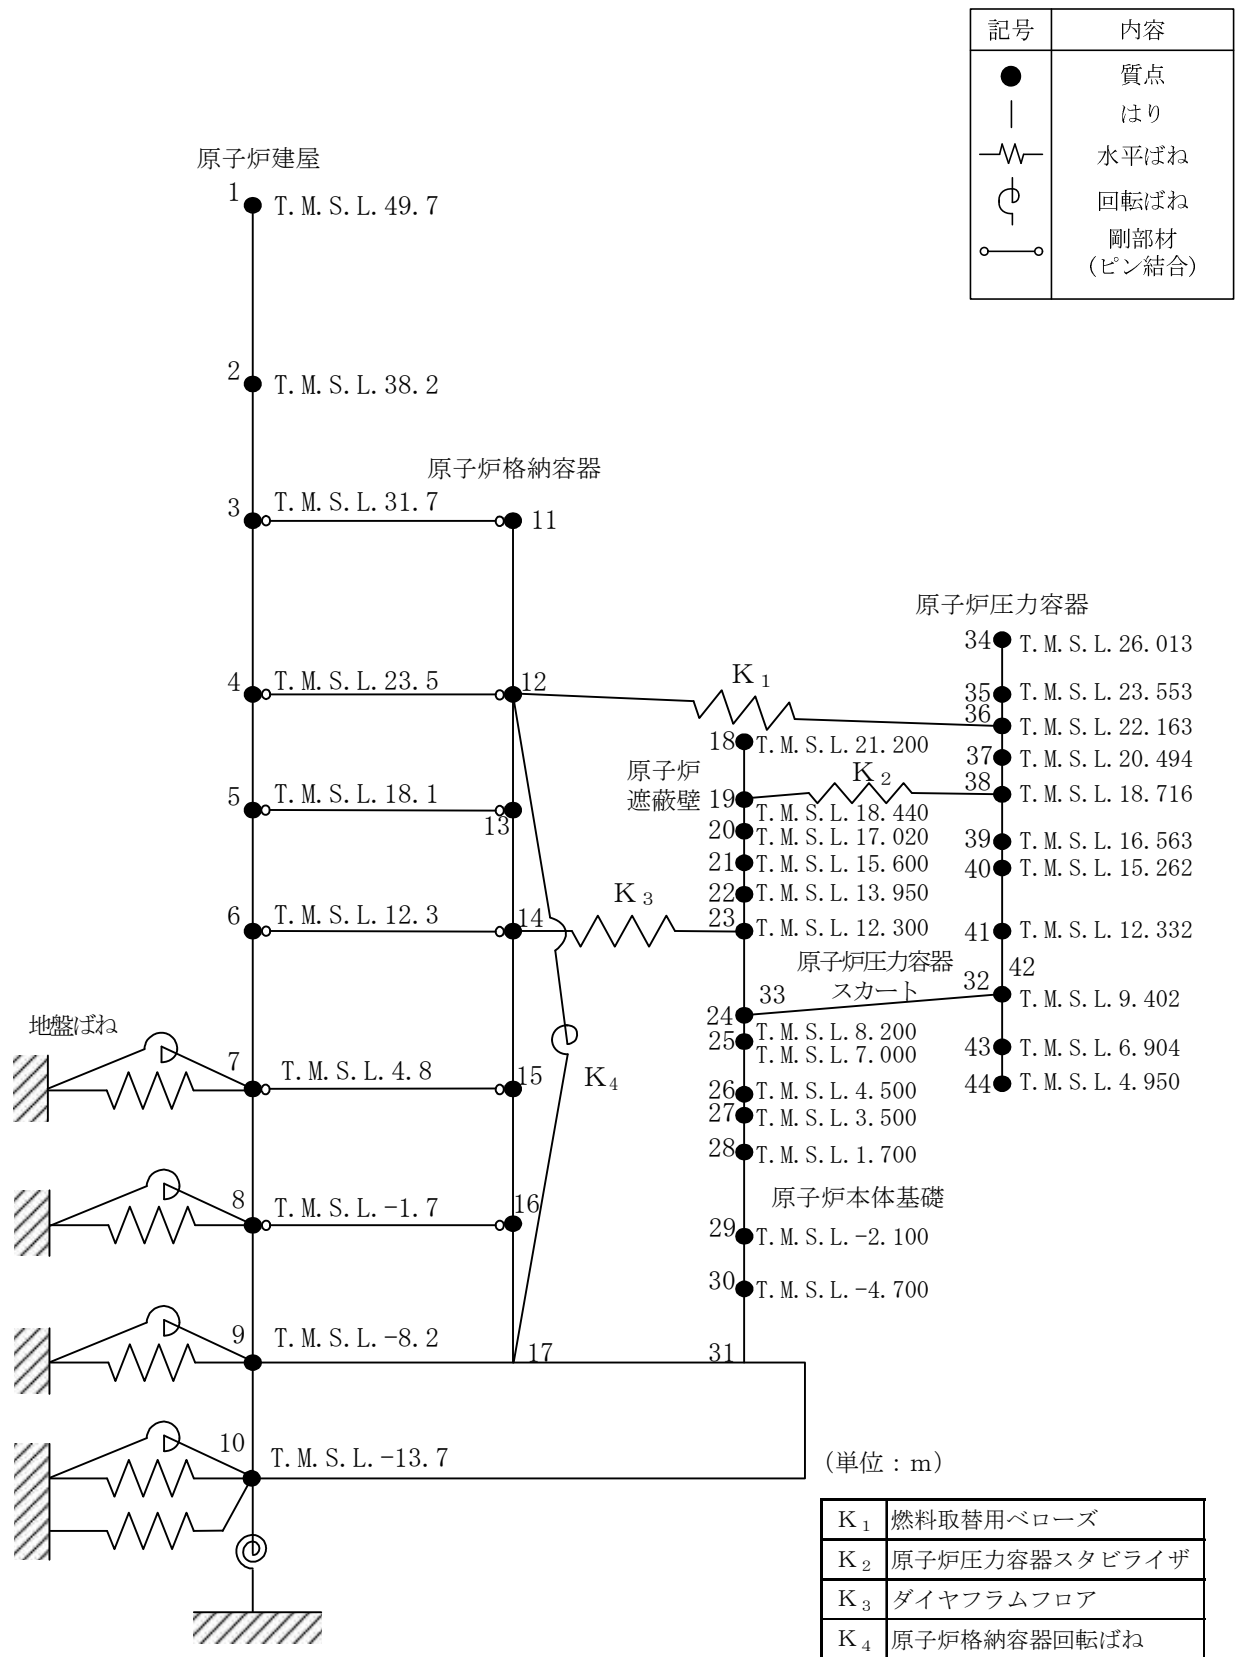 記号 内容
質点
はり
水平ばね
回転ばね
剛部材
(ピン結合)
原子炉建屋
1 T.M.S.L.49.7
2 T.M.S.L.38.2
原子炉格納容器
3 T.M.S.L.31.7 11
原子炉圧力容器
34 T.M.S.L.26.013
4 T.M.S.L.23.5 12
K₁
35 T.M.S.L.23.553
36 T.M.S.L.22.163
18 T.M.S.L.21.200
37 T.M.S.L.20.494
原子炉
遮蔽壁
K₂
38 T.M.S.L.18.716
5 T.M.S.L.18.1 13
19 T.M.S.L.18.440
20 T.M.S.L.17.020
39 T.M.S.L.16.563
21 T.M.S.L.15.600
40 T.M.S.L.15.262
22 T.M.S.L.13.950
K₃
6 T.M.S.L.12.3 14
23 T.M.S.L.12.300
41 T.M.S.L.12.332
原子炉圧力容器
スカート
33 32 42
T.M.S.L.9.402
24 T.M.S.L.8.200
25 T.M.S.L.7.000
43 T.M.S.L.6.904
地盤ばね
7 T.M.S.L.4.8 15
K₄
44 T.M.S.L.4.950
26 T.M.S.L.4.500
27 T.M.S.L.3.500
28 T.M.S.L.1.700
原子炉本体基礎
8 T.M.S.L.-1.7 16
29 T.M.S.L.-2.100
30 T.M.S.L.-4.700
9 T.M.S.L.-8.2 17 31
10 T.M.S.L.-13.7
(単位:m)
K₁ 燃料取替用ベローズ
K₂ 原子炉圧力容器スタビライザ
K₃ ダイヤフラムフロア
K₄ 原子炉格納容器回転ばね